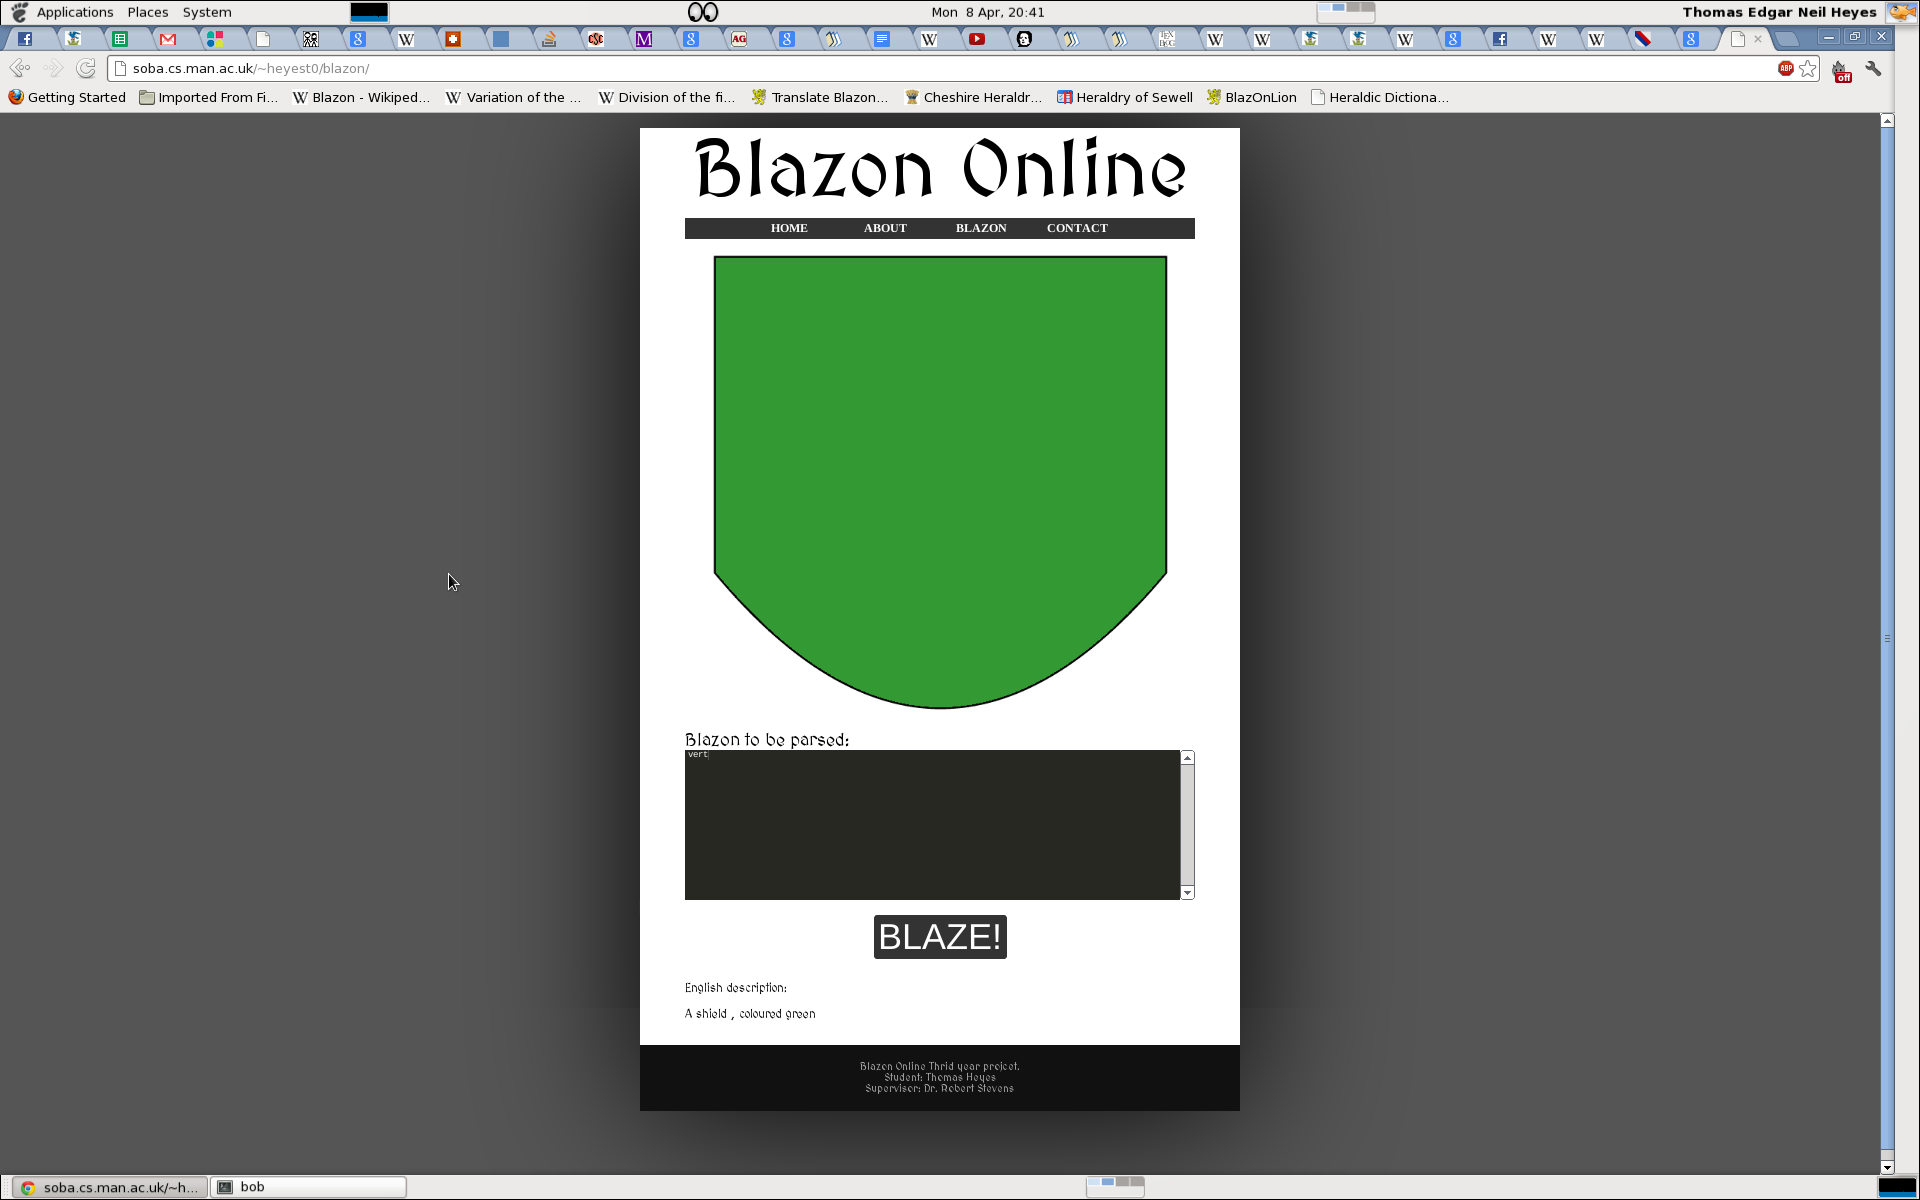 Applications Places System Mon 8 Apr, 20:41 Thomas Edgar Neil Heyes
soba.cs.man.ac.uk/~heyest0/blazon/ ABP off
Getting Started Imported From Fi... Blazon - Wikiped... Variation of the ... Division of the fi... Translate Blazon... Cheshire Heraldr... Heraldry of Sewell BlazOnLion Heraldic Dictiona...
Blazon Online
HOME ABOUT BLAZON CONTACT
Blazon to be parsed:
vert
BLAZE!
English description:
A shield , coloured green
Blazon Online Thrid year project.
Student: Thomas Heyes
Supervisor: Dr. Robert Stevens
soba.cs.man.ac.uk/~h... bob